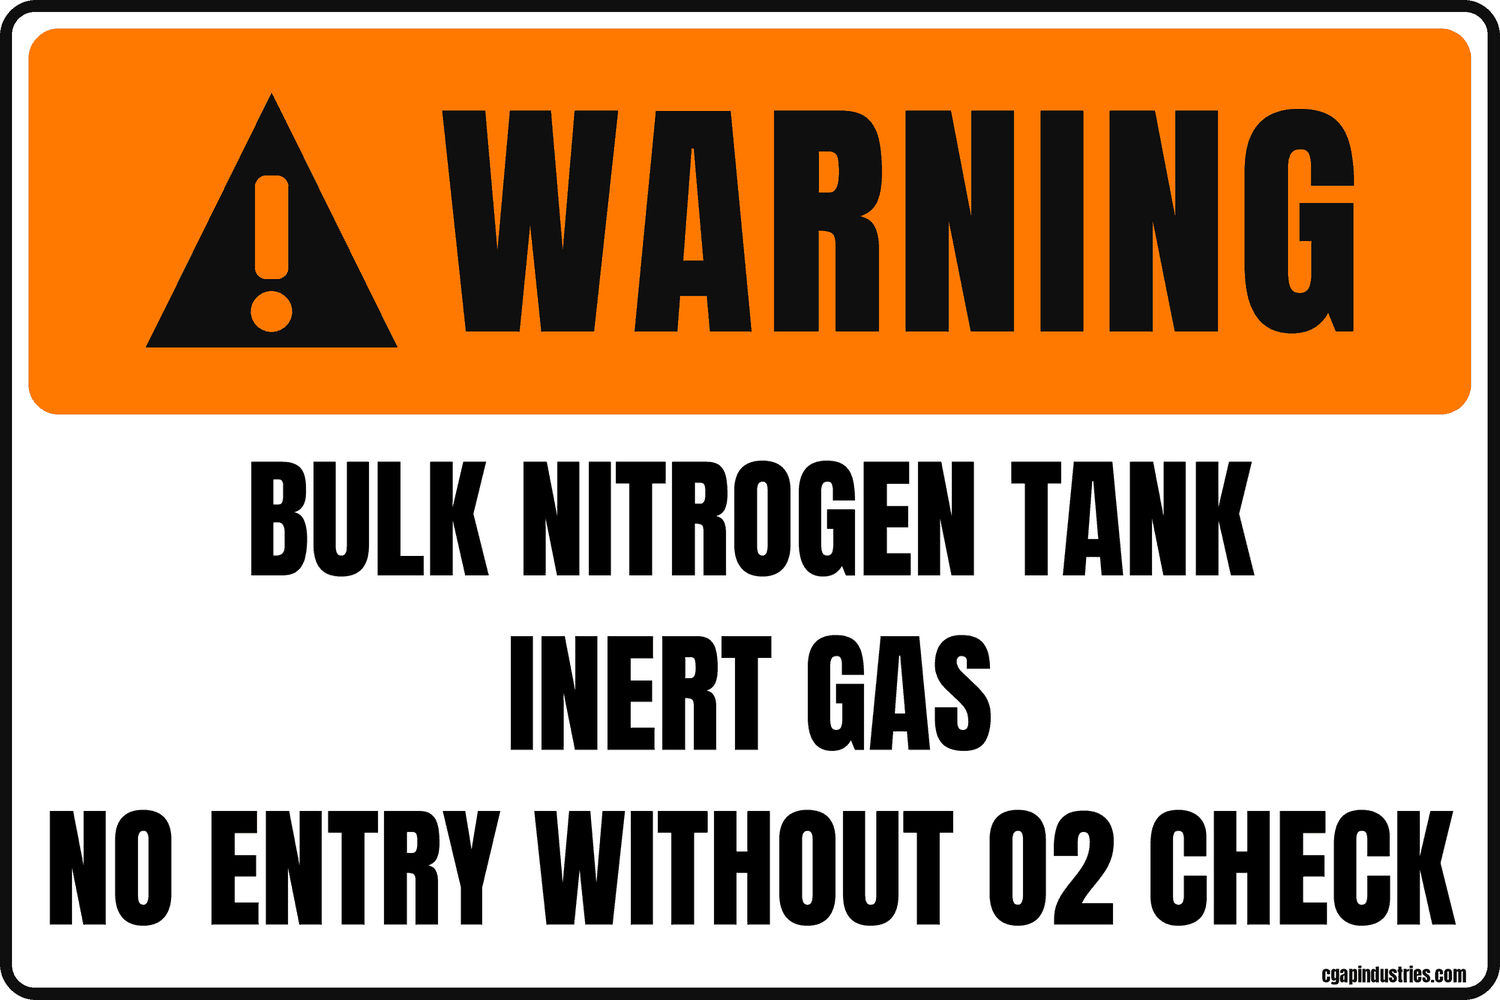 WARNING
BULK NITROGEN TANK
INERT GAS
NO ENTRY WITHOUT O2 CHECK
cgapindustries.com